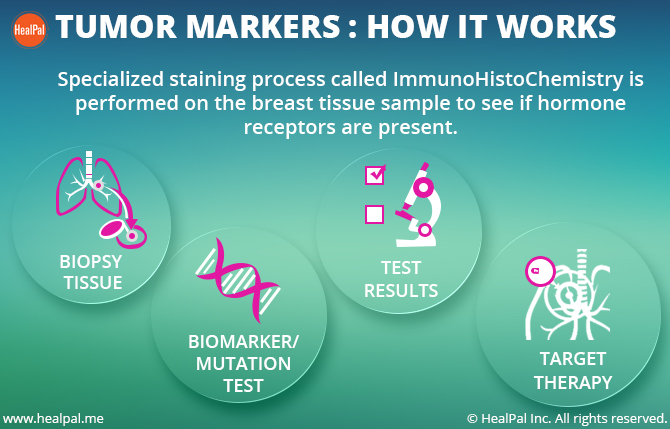 HealPal
TUMOR MARKERS : HOW IT WORKS
Specialized staining process called ImmunoHistoChemistry is
performed on the breast tissue sample to see if hormone
receptors are present.
BIOPSY
TISSUE
BIOMARKER/
MUTATION
TEST
TEST
RESULTS
TARGET
THERAPY
www.healpal.me
© HealPal Inc. All rights reserved.